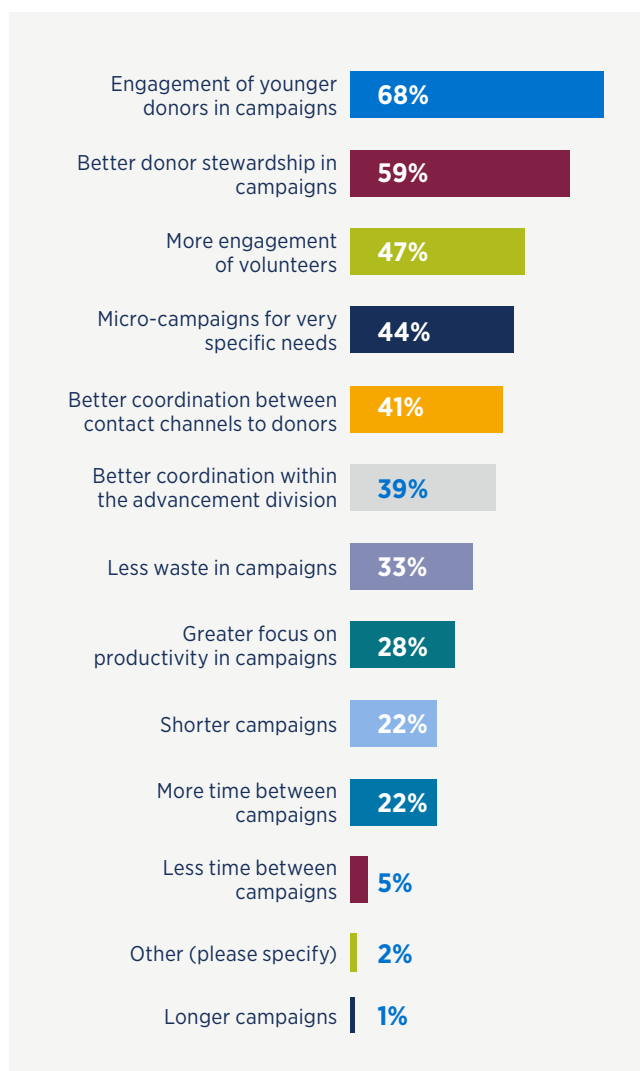 Engagement of younger
donors in campaigns
68%
Better donor stewardship in
campaigns
59%
More engagement
of volunteers
47%
Micro-campaigns for very
specific needs
44%
Better coordination between
contact channels to donors
41%
Better coordination within
the advancement division
39%
Less waste in campaigns
33%
Greater focus on
productivity in campaigns
28%
Shorter campaigns
22%
More time between
campaigns
22%
Less time between
campaigns
5%
Other (please specify)
2%
Longer campaigns
1%